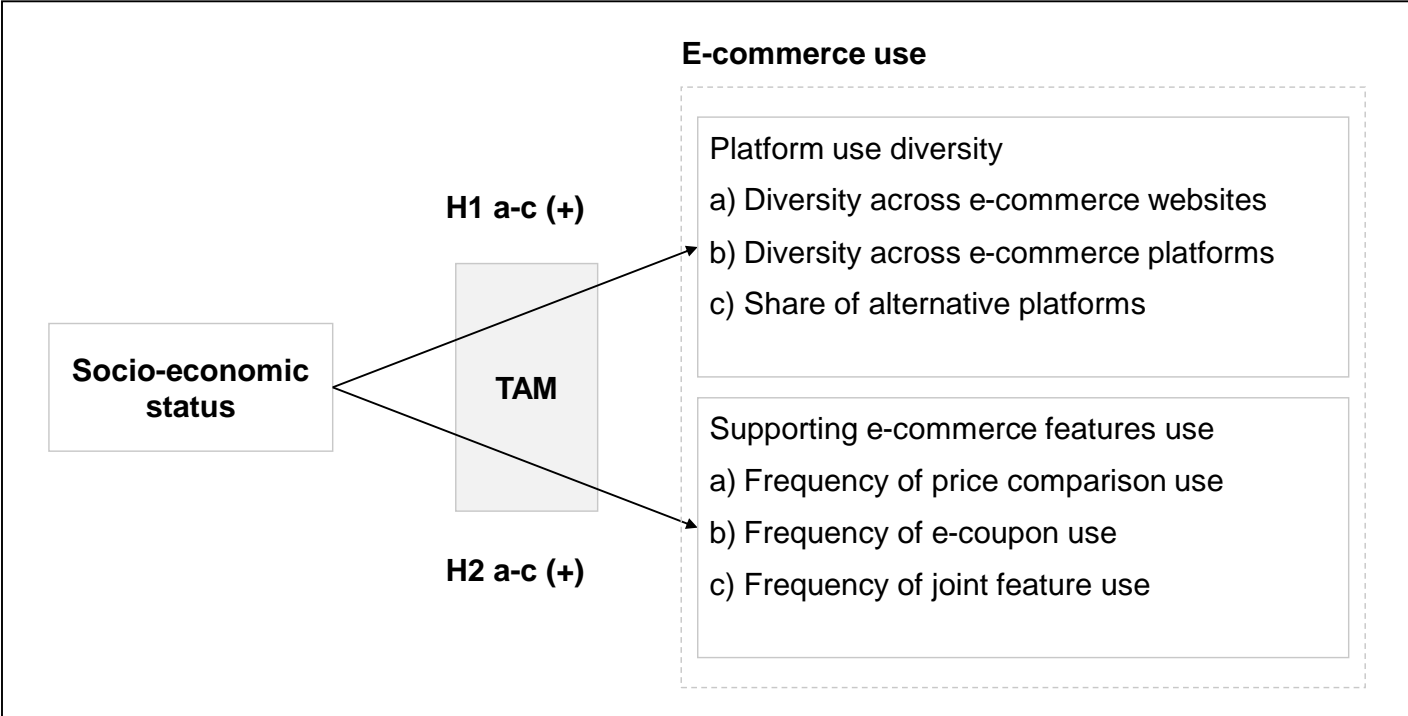 E-commerce use
Platform use diversity
a) Diversity across e-commerce websites
H1 a-c (+)
b) Diversity across e-commerce platforms
c) Share of alternative platforms
Socio-economic
status
TAM
Supporting e-commerce features use
a) Frequency of price comparison use
b) Frequency of e-coupon use
H2 a-c (+)
c) Frequency of joint feature use